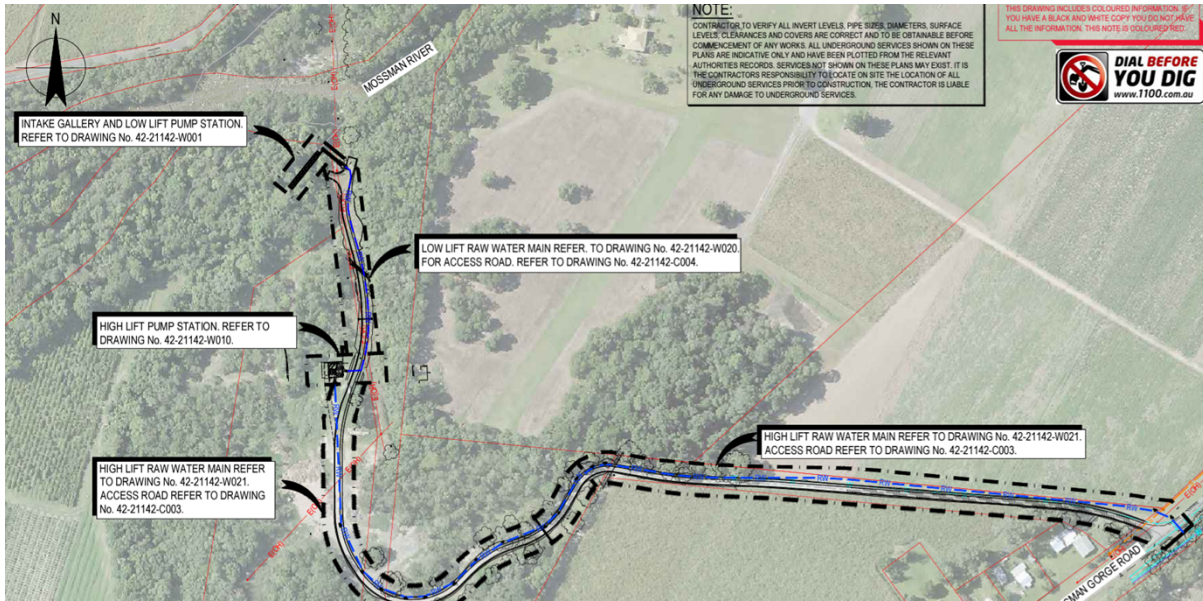 NOTE:
CONTRACTOR TO VERIFY ALL INVERT LEVELS, PIPE SIZES, DIAMETERS, SURFACE
LEVELS, CLEARANCES AND COVERS ARE CORRECT AND TO BE OBTAINABLE BEFORE
COMMENCEMENT OF ANY WORKS. ALL UNDERGROUND SERVICES SHOWN ON THESE
PLANS ARE INDICATIVE ONLY AND HAVE BEEN PLOTTED FROM THE RELEVANT
AUTHORITIES RECORDS. SERVICES NOT SHOWN ON THESE PLANS MAY EXIST. IT IS
THE CONTRACTORS RESPONSIBILITY TO LOCATE ON SITE THE LOCATION OF ALL
UNDERGROUND SERVICES PRIOR TO CONSTRUCTION, THE CONTRACTOR IS LIABLE
FOR ANY DAMAGE TO UNDERGROUND SERVICES.
THIS DRAWING INCLUDES COLOURED INFORMATION. IF
YOU HAVE A BLACK AND WHITE COPY YOU DO NOT HAVE
ALL THE INFORMATION. THIS NOTE IS COLOURED RED.
DIAL BEFORE
YOU DIG
www.1100.com.au
N
MOSSMAN RIVER
INTAKE GALLERY AND LOW LIFT PUMP STATION.
REFER TO DRAWING No. 42-21142-W001
LOW LIFT RAW WATER MAIN REFER. TO DRAWING No. 42-21142-W020.
FOR ACCESS ROAD. REFER TO DRAWING No. 42-21142-C004.
HIGH LIFT PUMP STATION. REFER TO
DRAWING No. 42-21142-W010.
HIGH LIFT RAW WATER MAIN REFER TO DRAWING No. 42-21142-W021.
ACCESS ROAD REFER TO DRAWING No. 42-21142-C003.
HIGH LIFT RAW WATER MAIN REFER
TO DRAWING No. 42-21142-W021.
ACCESS ROAD REFER TO DRAWING
No. 42-21142-C003.
RW
RW
RW
E(OH)
E(OH)
SMAN GORGE ROAD